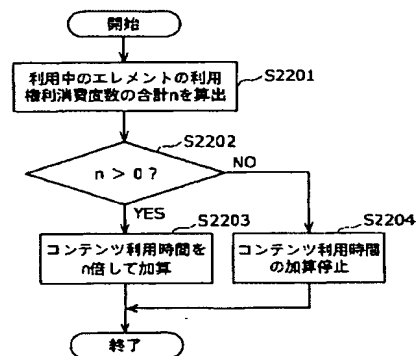 開始
利用中のエレメントの利用
権利消費度数の合計nを算出
S2201
S2202
n > 0 ?
NO
YES
S2203
S2204
コンテンツ利用時間を
n倍して加算
コンテンツ利用時間
の加算停止
終了